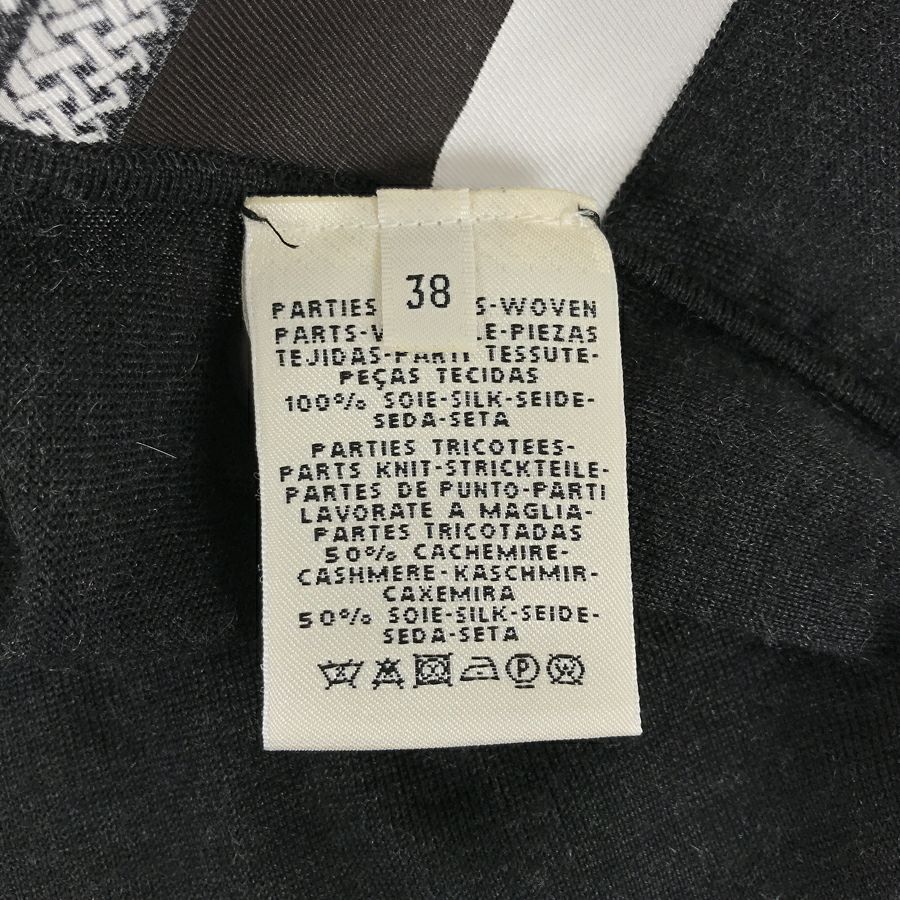 38
PARTIES S-WOVEN
PARTS-V LE-PIEZAS
TEJIDAS-PARTI TESSUTE-
PEÇAS TECIDAS
100% SOIE-SILK-SEIDE-
SEDA-SETA
PARTIES TRICOTEES-
PARTS KNIT-STRICKTEILE-
PARTES DE PUNTO-PARTI
LAVORATE A MAGLIA-
PARTES TRICOTADAS
50% CACHEMIRE-
CASHMERE-KASCHMIR-
CAXEMIRA
50% SOIE-SILK-SEIDE-
SEDA-SETA
P